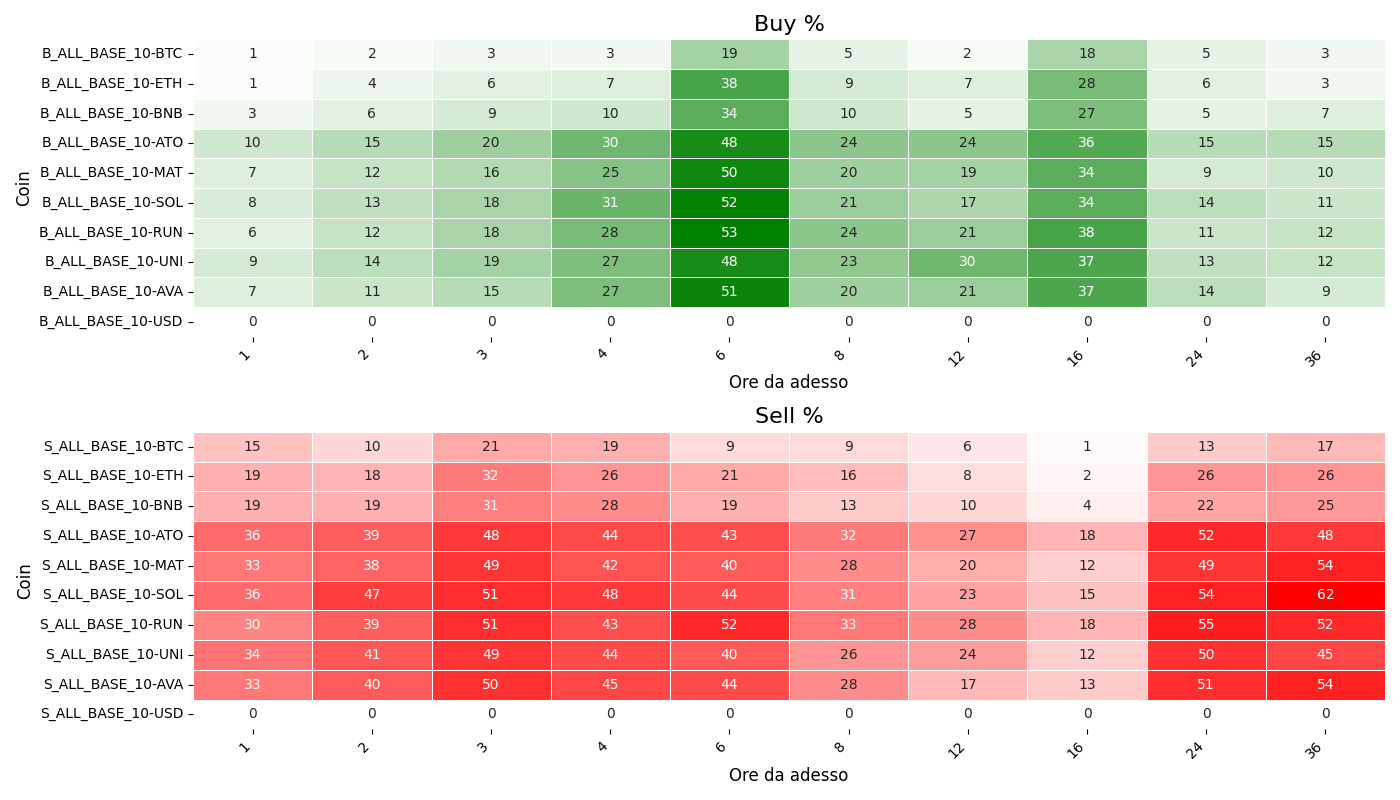 Buy %
Coin
B_ALL_BASE_10-BTC 1 2 3 3 19 5 2 18 5 3
B_ALL_BASE_10-ETH 1 4 6 7 38 9 7 28 6 3
B_ALL_BASE_10-BNB 3 6 9 10 34 10 5 27 5 7
B_ALL_BASE_10-ATO 10 15 20 30 48 24 24 36 15 15
B_ALL_BASE_10-MAT 7 12 16 25 50 20 19 34 9 10
B_ALL_BASE_10-SOL 8 13 18 31 52 21 17 34 14 11
B_ALL_BASE_10-RUN 6 12 18 28 53 24 21 38 11 12
B_ALL_BASE_10-UNI 9 14 19 27 48 23 30 37 13 12
B_ALL_BASE_10-AVA 7 11 15 27 51 20 21 37 14 9
B_ALL_BASE_10-USD 0 0 0 0 0 0 0 0 0 0
1 2 3 4 6 8 12 16 24 36
Ore da adesso
Sell %
Coin
S_ALL_BASE_10-BTC 15 10 21 19 9 9 6 1 13 17
S_ALL_BASE_10-ETH 19 18 32 26 21 16 8 2 26 26
S_ALL_BASE_10-BNB 19 19 31 28 19 13 10 4 22 25
S_ALL_BASE_10-ATO 36 39 48 44 43 32 27 18 52 48
S_ALL_BASE_10-MAT 33 38 49 42 40 28 20 12 49 54
S_ALL_BASE_10-SOL 36 47 51 48 44 31 23 15 54 62
S_ALL_BASE_10-RUN 30 39 51 43 52 33 28 18 55 52
S_ALL_BASE_10-UNI 34 41 49 44 40 26 24 12 50 45
S_ALL_BASE_10-AVA 33 40 50 45 44 28 17 13 51 54
S_ALL_BASE_10-USD 0 0 0 0 0 0 0 0 0 0
1 2 3 4 6 8 12 16 24 36
Ore da adesso